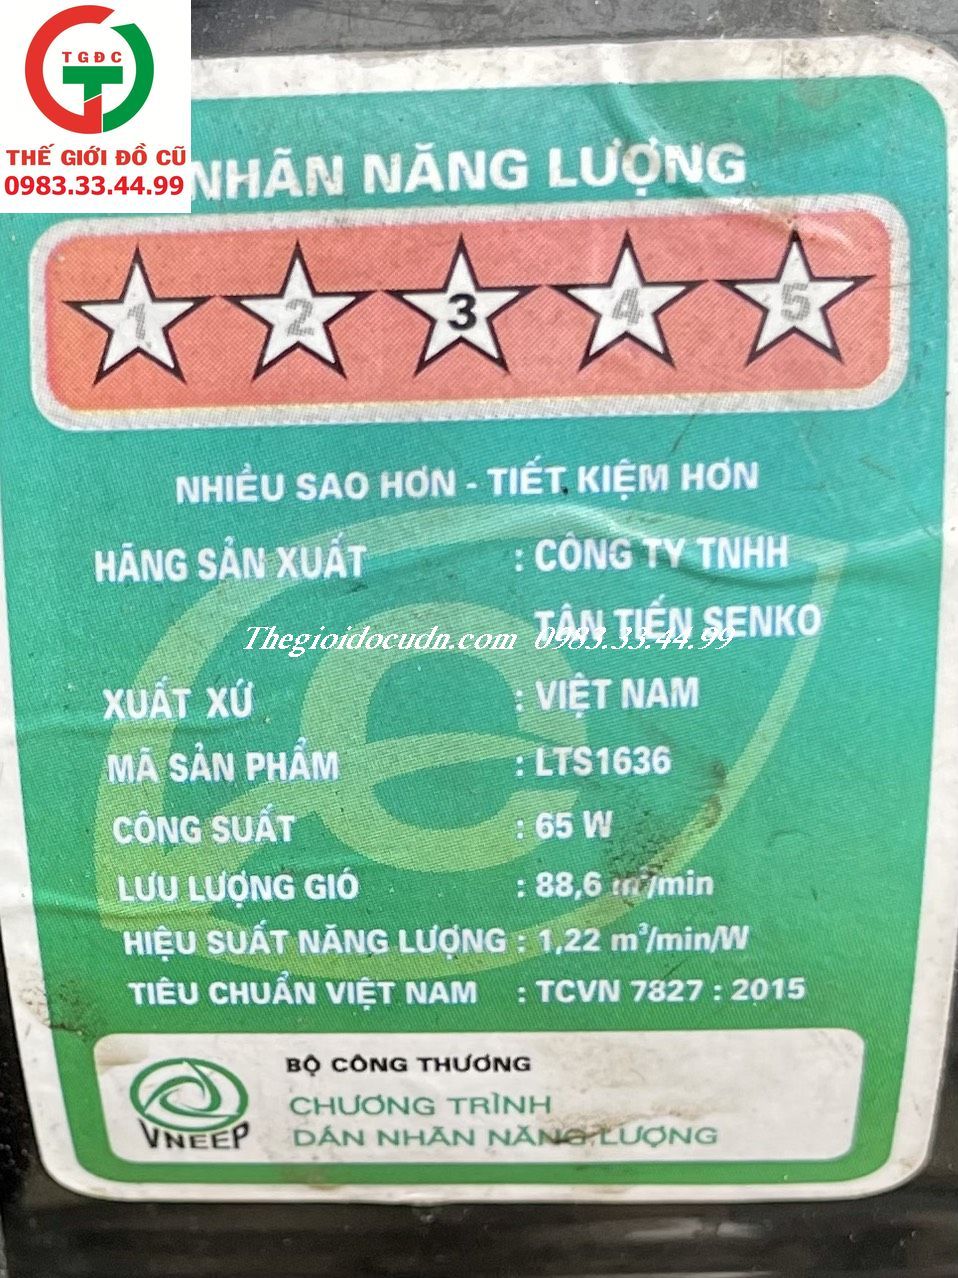 TGĐC
THẾ GIỚI ĐỒ CŨ
0983.33.44.99
NHÃN NĂNG LƯỢNG
1 2 3 4 5
NHIỀU SAO HƠN - TIẾT KIỆM HƠN
HÃNG SẢN XUẤT : CÔNG TY TNHH
TÂN TIẾN SENKO
Thegioidocudn.com 0983.33.44.99
XUẤT XỨ : VIỆT NAM
MÃ SẢN PHẨM : LTS1636
CÔNG SUẤT : 65 W
LƯU LƯỢNG GIÓ : 88,6 m³/min
HIỆU SUẤT NĂNG LƯỢNG : 1,22 m³/min/W
TIÊU CHUẨN VIỆT NAM : TCVN 7827 : 2015
BỘ CÔNG THƯƠNG
CHƯƠNG TRÌNH
DÁN NHÃN NĂNG LƯỢNG
VNEEP